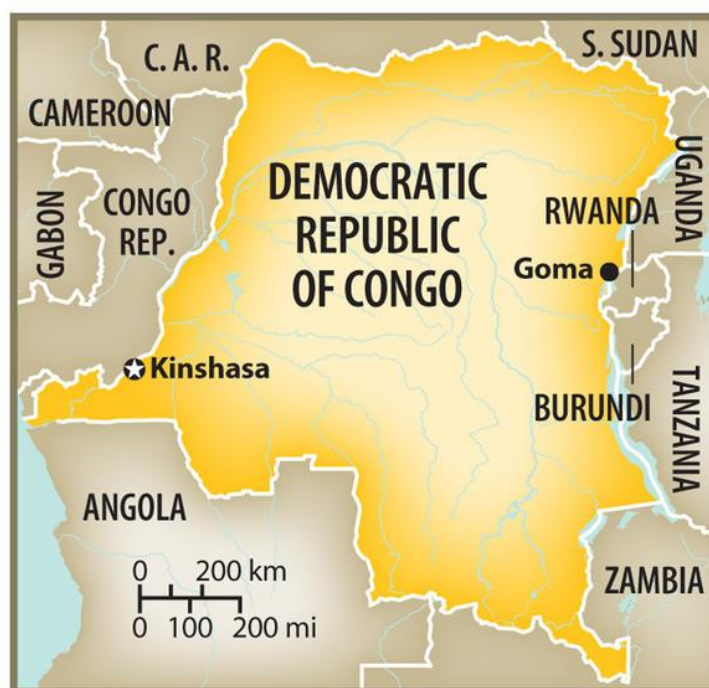 S. SUDAN
C. A. R.
CAMEROON
UGANDA
DEMOCRATIC
REPUBLIC
OF CONGO
GABON
CONGO
REP.
RWANDA
Goma
Kinshasa
BURUNDI
TANZANIA
ANGOLA
ZAMBIA
0 200 km
0 100 200 mi